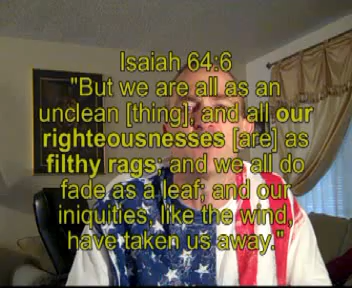 Isaiah 64:6
"But we are all as an
unclean [thing], and all our
righteousnesses [are] as
filthy rags; and we all do
fade as a leaf; and our
iniquities, like the wind,
have taken us away."